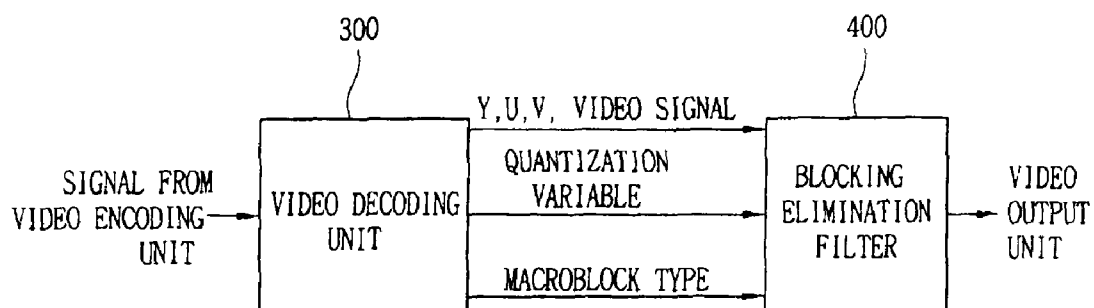 300
400
Y,U,V, VIDEO SIGNAL
QUANTIZATION
VARIABLE
SIGNAL FROM
VIDEO ENCODING
UNIT
VIDEO DECODING
UNIT
BLOCKING
ELIMINATION
FILTER
VIDEO
OUTPUT
UNIT
MACROBLOCK TYPE